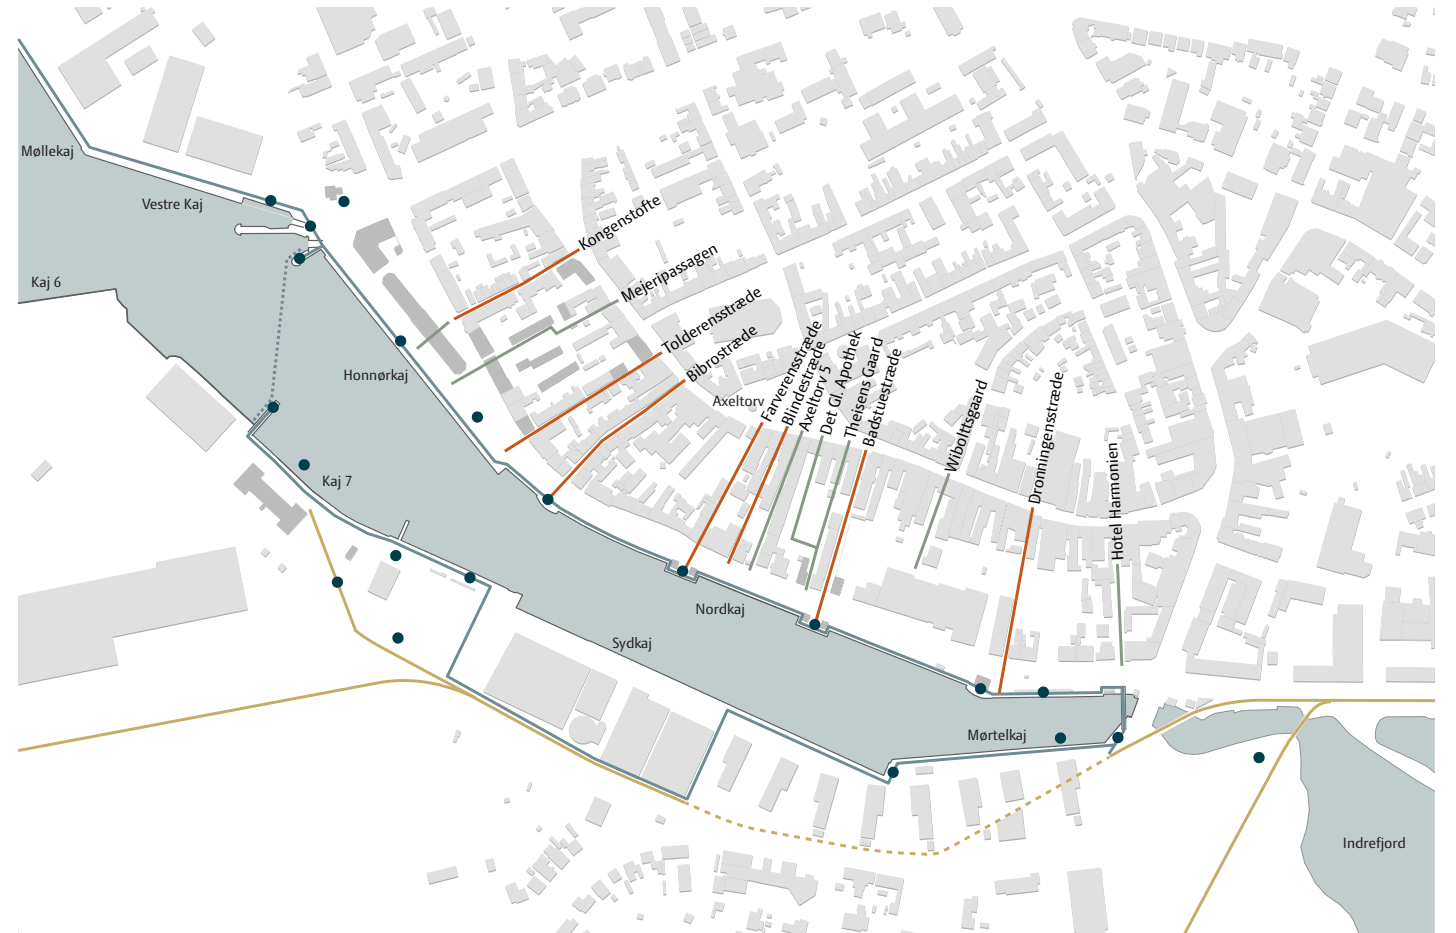 Møllekaj
Vestre Kaj
Kaj 6
Honnørkaj
Kaj 7
Kongenstofte
Mejeripassagen
Tolderensstræde
Bibrostræde
Axeltorv
Farverensstræde
Blindestræde
Axeltorv 5
Det Gl. Apothek
Theisens Gaard
Badstuestræde
Wibolttsgaard
Dronningensstræde
Hotel Harmonien
Nordkaj
Sydkaj
Mørtelkaj
Indrefjord